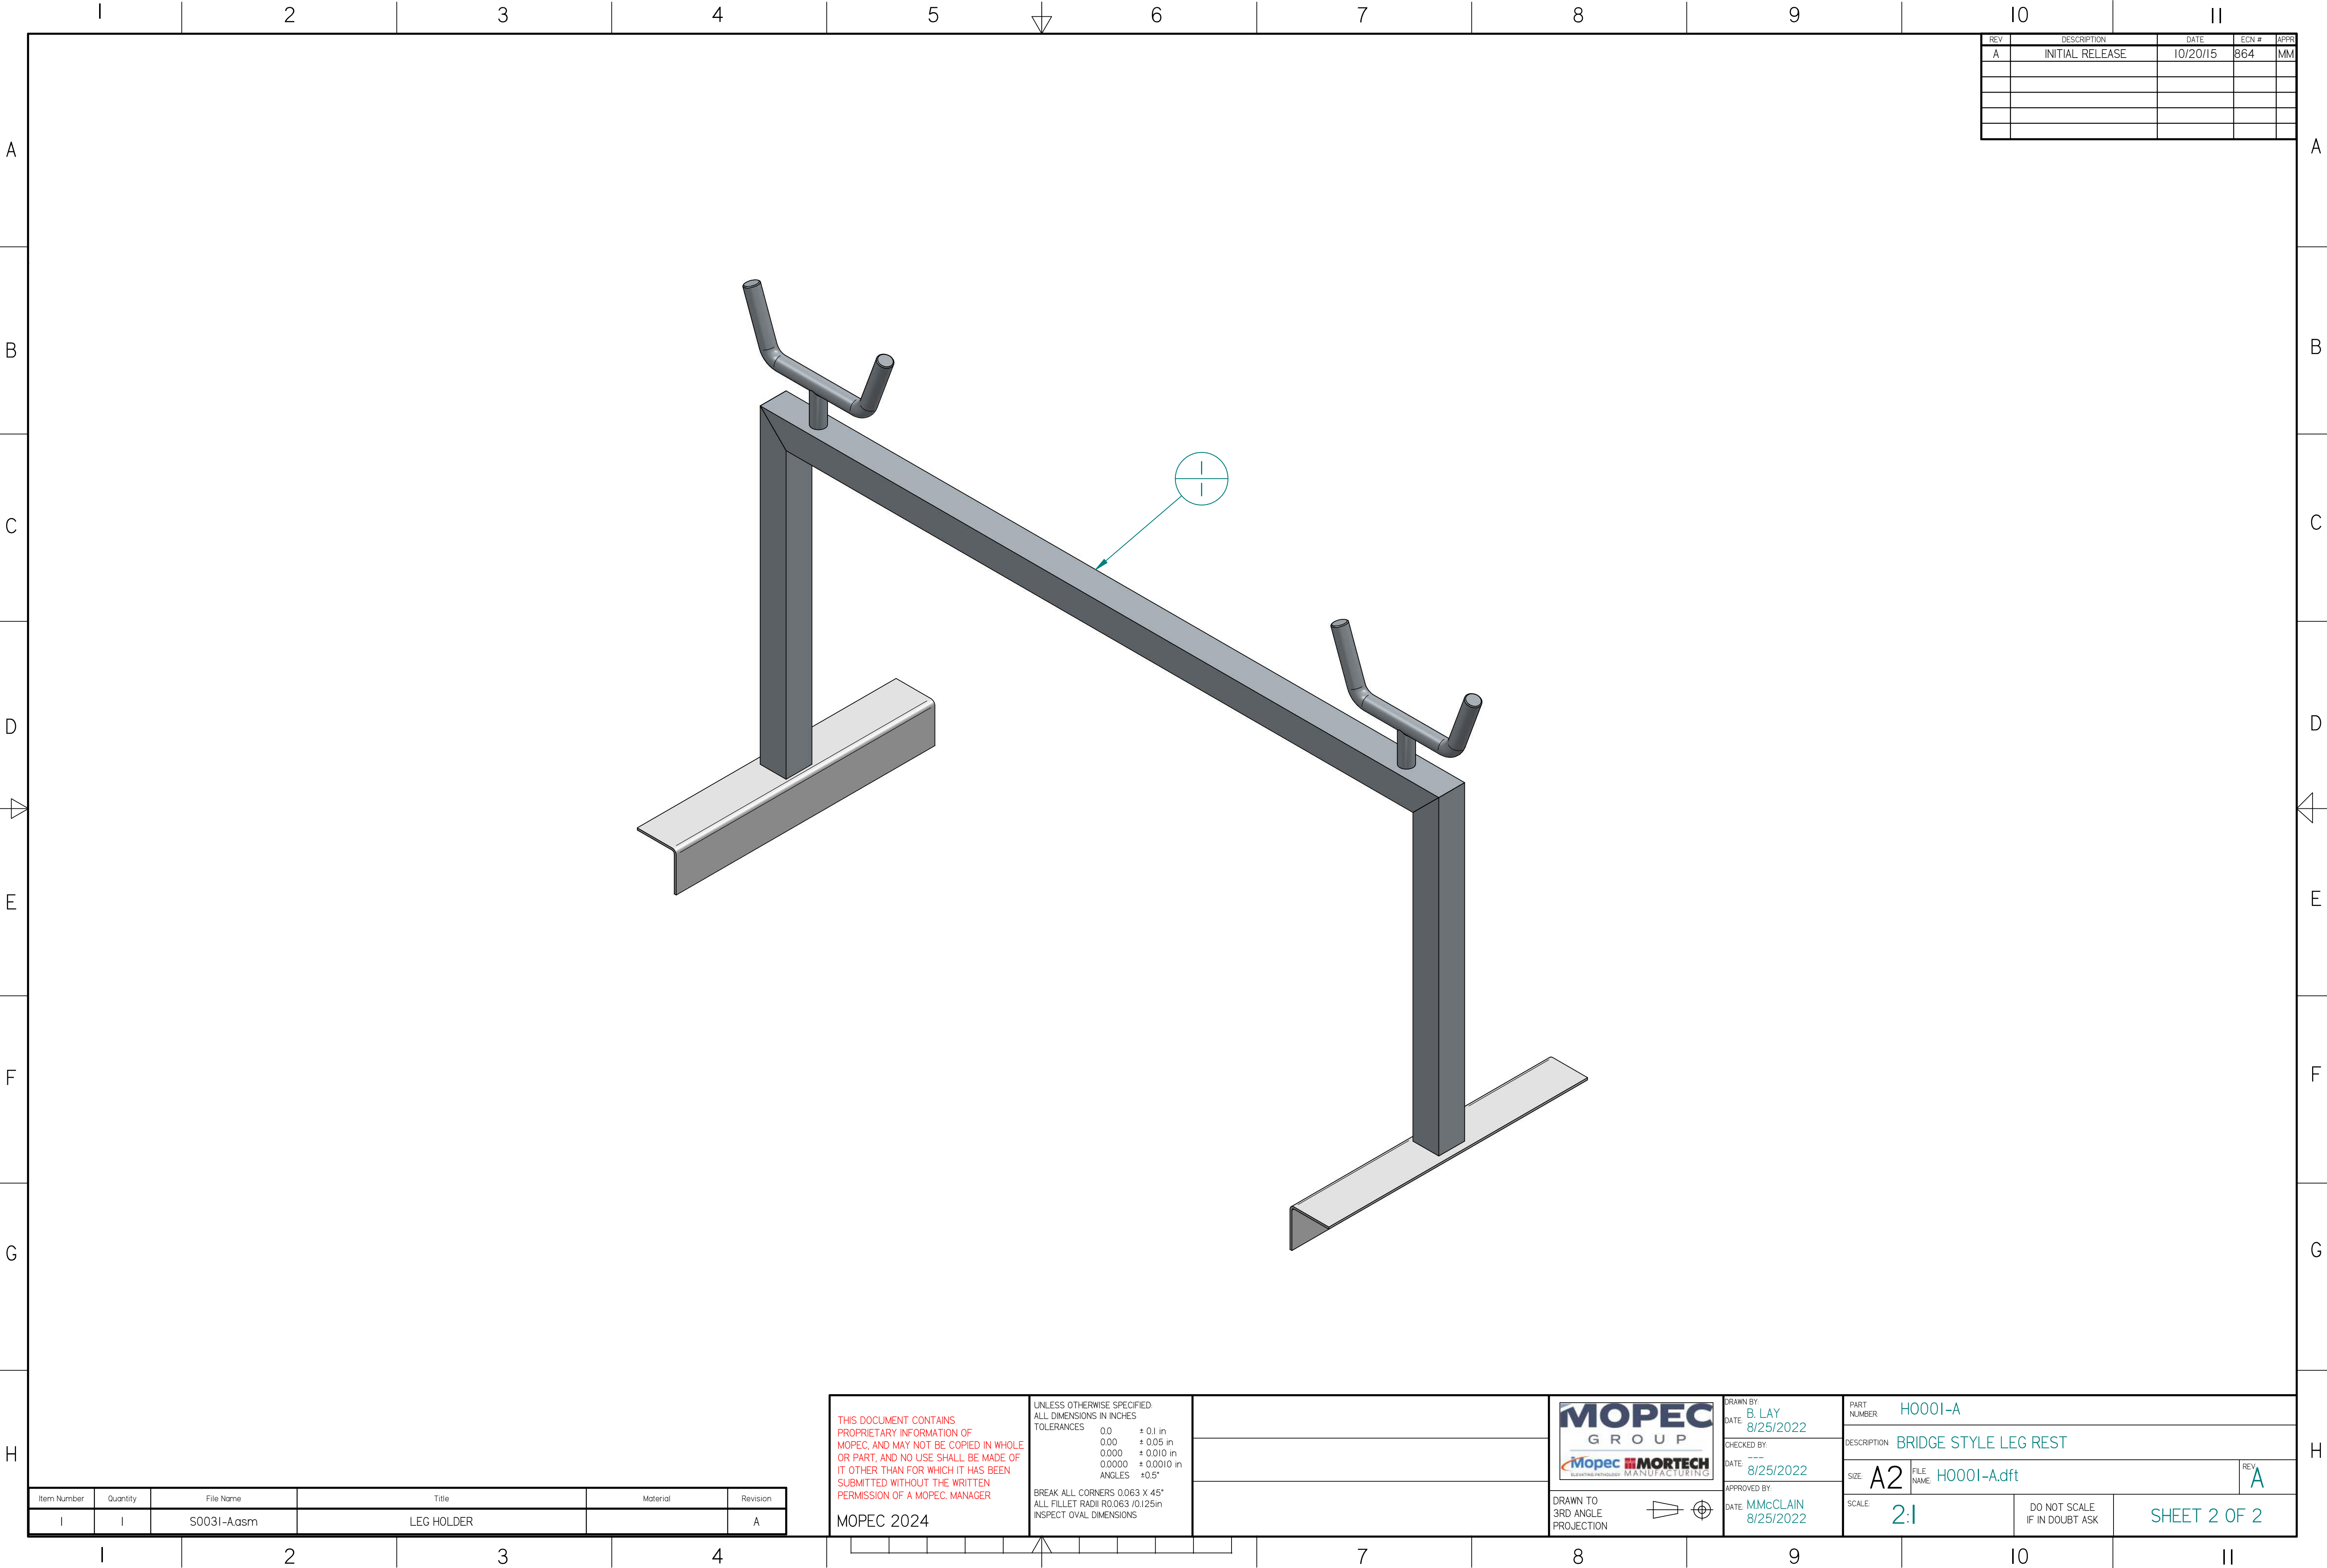 1 2 3 4 5 6 7 8 9 10 11
REV DESCRIPTION DATE ECN # APPR
A INITIAL RELEASE 10/20/15 864 MM
A A
B B
C C
D D
E E
F F
G G
H H
1
1
Item Number Quantity File Name Title Material Revision
1 1 S0031-A.asm LEG HOLDER A
THIS DOCUMENT CONTAINS
PROPRIETARY INFORMATION OF
MOPEC, AND MAY NOT BE COPIED IN WHOLE
OR PART, AND NO USE SHALL BE MADE OF
IT OTHER THAN FOR WHICH IT HAS BEEN
SUBMITTED WITHOUT THE WRITTEN
PERMISSION OF A MOPEC. MANAGER
MOPEC 2024
UNLESS OTHERWISE SPECIFIED:
ALL DIMENSIONS IN INCHES
TOLERANCES
0.0 ± 0.1 in
0.00 ± 0.05 in
0.000 ± 0.010 in
0.0000 ± 0.0010 in
ANGLES ±0.5°
BREAK ALL CORNERS 0.063 X 45°
ALL FILLET RADII R0.063 /0.125in
INSPECT OVAL DIMENSIONS
MOPEC
GROUP
Mopec MORTECH
ELEVATING PATHOLOGY MANUFACTURING
DRAWN TO
3RD ANGLE
PROJECTION
DRAWN BY:
B. LAY
DATE: 8/25/2022
CHECKED BY:
---
DATE: 8/25/2022
APPROVED BY:
MMcCLAIN
DATE: 8/25/2022
PART NUMBER: H0001-A
DESCRIPTION: BRIDGE STYLE LEG REST
SIZE: A2 FILE NAME: H0001-A.dft REV. A
SCALE: 2:1
DO NOT SCALE
IF IN DOUBT ASK
SHEET 2 OF 2
1 2 3 4 7 8 9 10 11